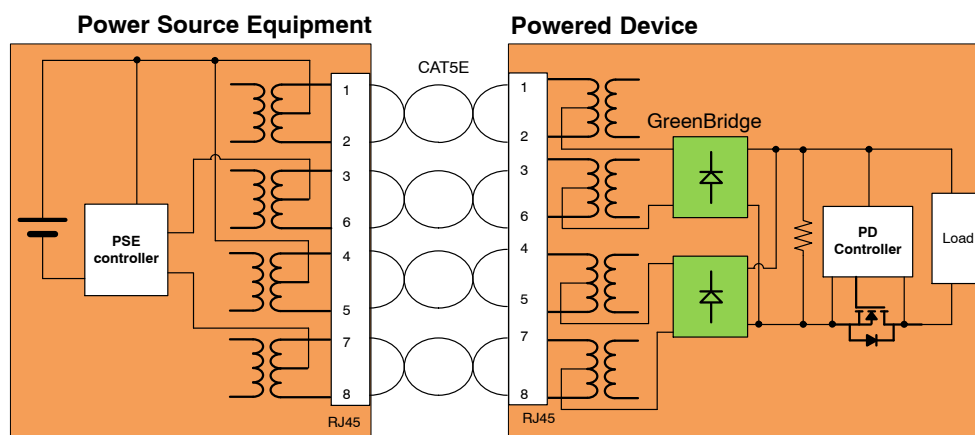 Power Source Equipment
Powered Device
CAT5E
1
2
3
6
4
5
7
8
RJ45
PSE
controller
1
2
3
6
4
5
7
8
RJ45
GreenBridge
PD
Controller
Load